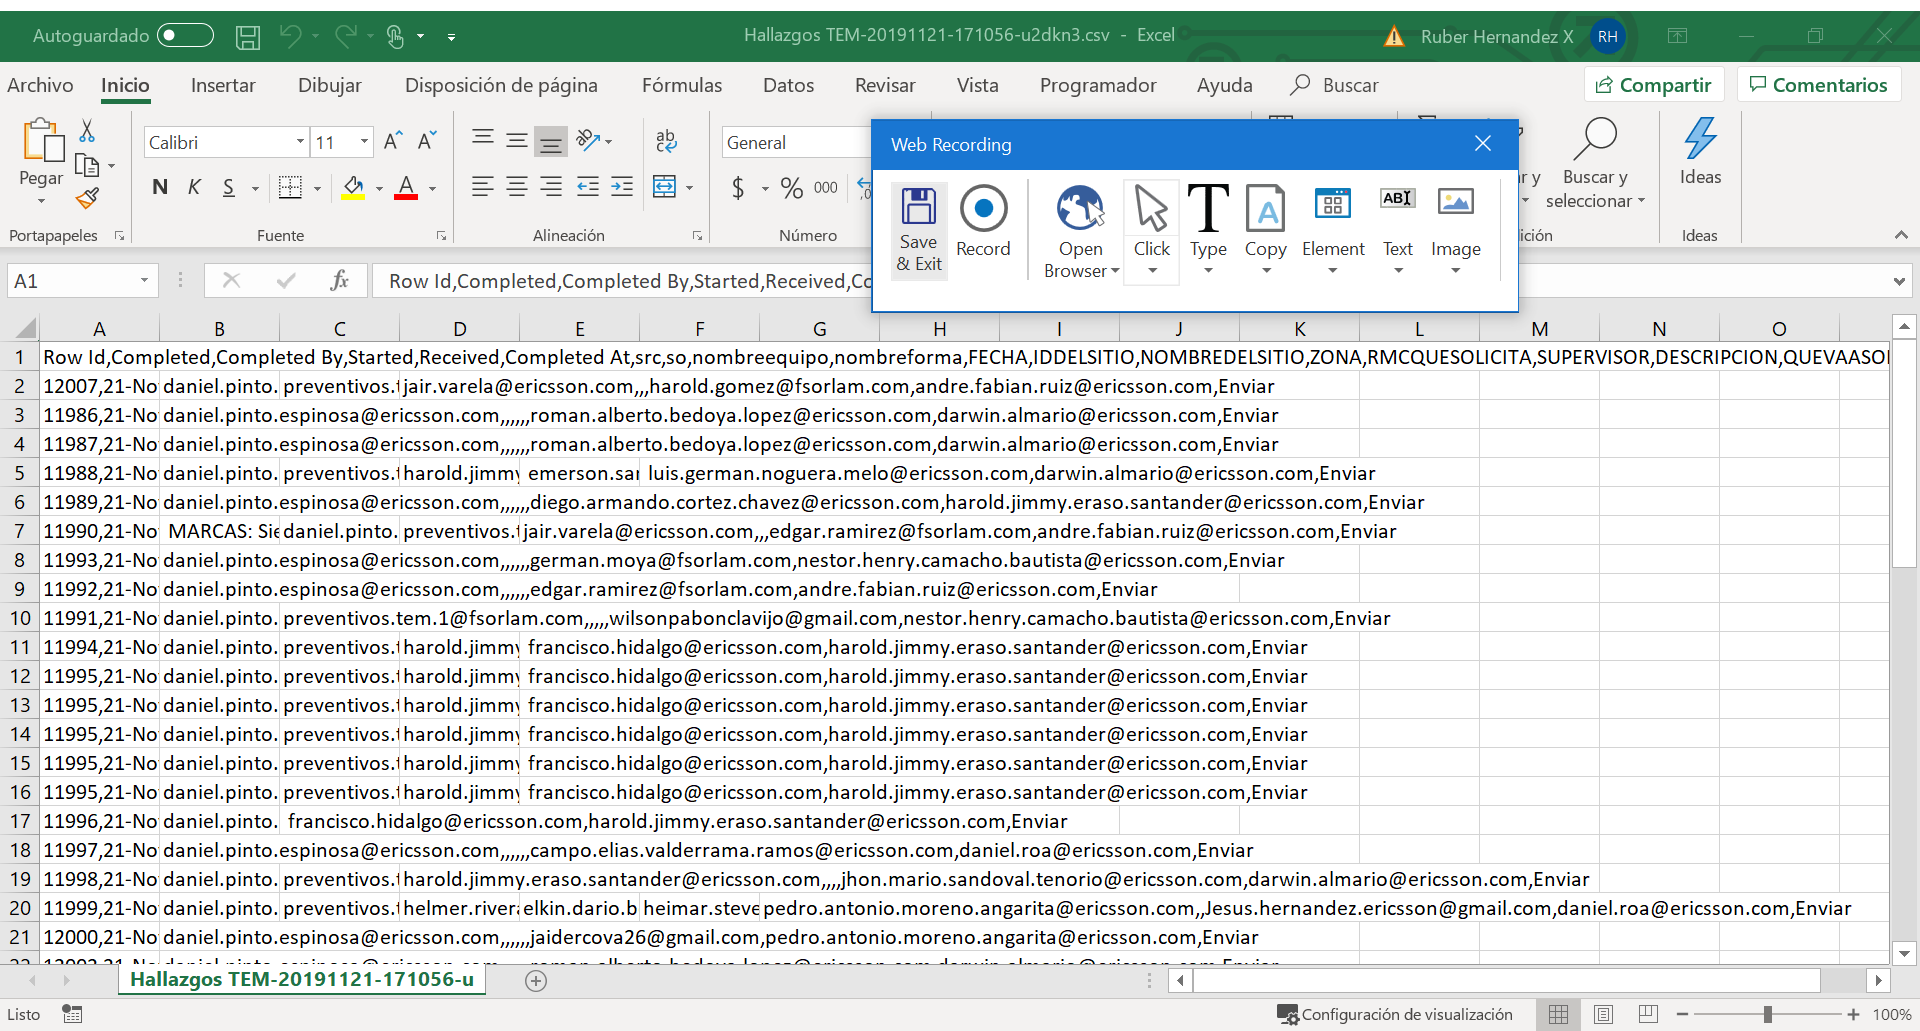 Autoguardado
Hallazgos TEM-20191121-171056-u2dkn3.csv - Excel
Ruber Hernandez X
RH
Archivo Inicio Insertar Dibujar Disposición de página Fórmulas Datos Revisar Vista Programador Ayuda Buscar Compartir Comentarios
Pegar
Calibri 11
General
N K S
$ % 000
Buscar y seleccionar
Ideas
Portapapeles Fuente Alineación Número ición Ideas
Web Recording
Save & Exit
Record
Open Browser
Click
Type
Copy
Element
Text
Image
A1
fx
Row Id,Completed,Completed By,Started,Received,Co
A B C D E F G H I J K L M N O
1 Row Id,Completed,Completed By,Started,Received,Completed At,src,so,nombreequipo,nombreforma,FECHA,IDDELSITIO,NOMBREDELSITIO,ZONA,RMCQUESOLICITA,SUPERVISOR,DESCRIPCION,QUEVAASOI
2 12007,21-No daniel.pinto. preventivos.t jair.varela@ericsson.com,,,harold.gomez@fsorlam.com,andre.fabian.ruiz@ericsson.com,Enviar
3 11986,21-No daniel.pinto.espinosa@ericsson.com,,,,,,roman.alberto.bedoya.lopez@ericsson.com,darwin.almario@ericsson.com,Enviar
4 11987,21-No daniel.pinto.espinosa@ericsson.com,,,,,,roman.alberto.bedoya.lopez@ericsson.com,darwin.almario@ericsson.com,Enviar
5 11988,21-No daniel.pinto. preventivos.t harold.jimmy emerson.sar luis.german.noguera.melo@ericsson.com,darwin.almario@ericsson.com,Enviar
6 11989,21-No daniel.pinto.espinosa@ericsson.com,,,,,,diego.armando.cortez.chavez@ericsson.com,harold.jimmy.eraso.santander@ericsson.com,Enviar
7 11990,21-No MARCAS: Sie daniel.pinto. preventivos.t jair.varela@ericsson.com,,,edgar.ramirez@fsorlam.com,andre.fabian.ruiz@ericsson.com,Enviar
8 11993,21-No daniel.pinto.espinosa@ericsson.com,,,,,,german.moya@fsorlam.com,nestor.henry.camacho.bautista@ericsson.com,Enviar
9 11992,21-No daniel.pinto.espinosa@ericsson.com,,,,,,edgar.ramirez@fsorlam.com,andre.fabian.ruiz@ericsson.com,Enviar
10 11991,21-No daniel.pinto. preventivos.tem.1@fsorlam.com,,,,,wilsonpabonclavijo@gmail.com,nestor.henry.camacho.bautista@ericsson.com,Enviar
11 11994,21-No daniel.pinto. preventivos.t harold.jimmy francisco.hidalgo@ericsson.com,harold.jimmy.eraso.santander@ericsson.com,Enviar
12 11995,21-No daniel.pinto. preventivos.t harold.jimmy francisco.hidalgo@ericsson.com,harold.jimmy.eraso.santander@ericsson.com,Enviar
13 11995,21-No daniel.pinto. preventivos.t harold.jimmy francisco.hidalgo@ericsson.com,harold.jimmy.eraso.santander@ericsson.com,Enviar
14 11995,21-No daniel.pinto. preventivos.t harold.jimmy francisco.hidalgo@ericsson.com,harold.jimmy.eraso.santander@ericsson.com,Enviar
15 11995,21-No daniel.pinto. preventivos.t harold.jimmy francisco.hidalgo@ericsson.com,harold.jimmy.eraso.santander@ericsson.com,Enviar
16 11995,21-No daniel.pinto. preventivos.t harold.jimmy francisco.hidalgo@ericsson.com,harold.jimmy.eraso.santander@ericsson.com,Enviar
17 11996,21-No daniel.pinto. francisco.hidalgo@ericsson.com,harold.jimmy.eraso.santander@ericsson.com,Enviar
18 11997,21-No daniel.pinto.espinosa@ericsson.com,,,,,,campo.elias.valderrama.ramos@ericsson.com,daniel.roa@ericsson.com,Enviar
19 11998,21-No daniel.pinto. preventivos.t harold.jimmy.eraso.santander@ericsson.com,,,,jhon.mario.sandoval.tenorio@ericsson.com,darwin.almario@ericsson.com,Enviar
20 11999,21-No daniel.pinto. preventivos.t helmer.rivera elkin.dario.b heimar.steve pedro.antonio.moreno.angarita@ericsson.com,,Jesus.hernandez.ericsson@gmail.com,daniel.roa@ericsson.com,Enviar
21 12000,21-No daniel.pinto.espinosa@ericsson.com,,,,,,jaidercova26@gmail.com,pedro.antonio.moreno.angarita@ericsson.com,Enviar
Hallazgos TEM-20191121-171056-u
Listo
Configuración de visualización
100%